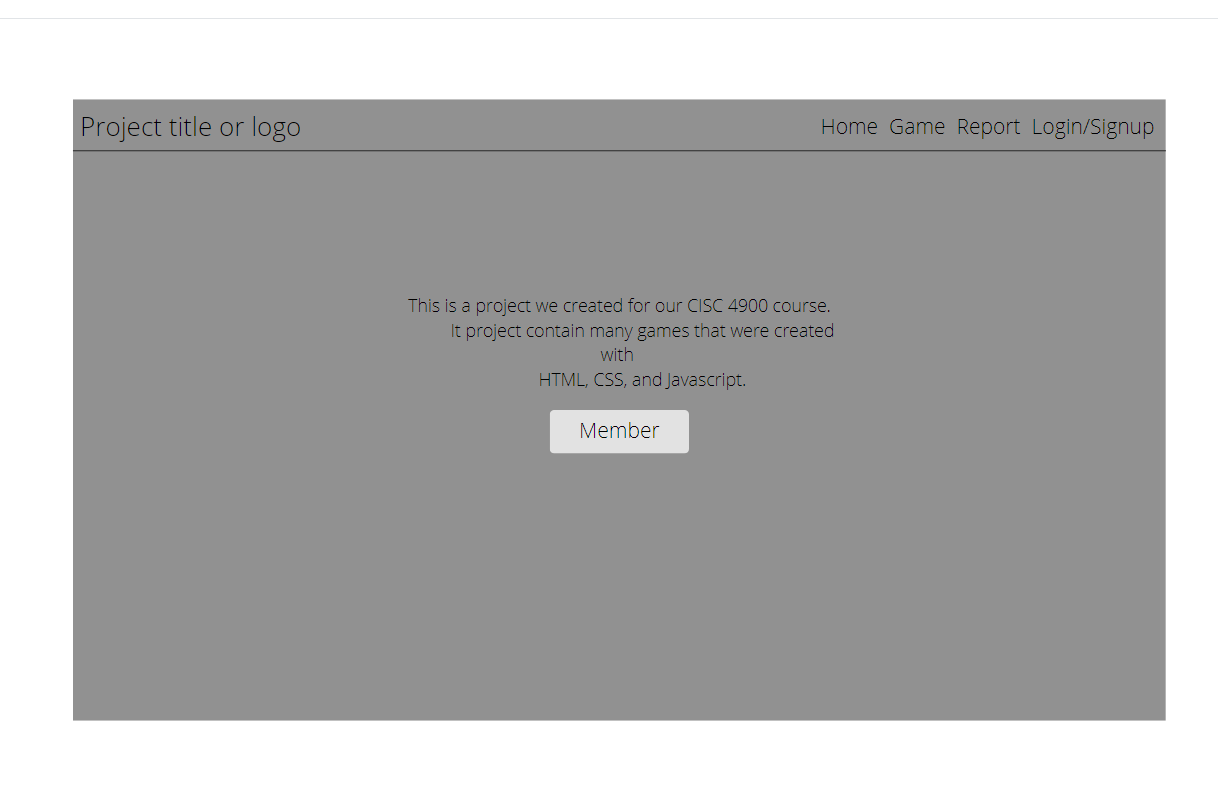 Project title or logo
Home Game Report Login/Signup
This is a project we created for our CISC 4900 course.
It project contain many games that were created
with
HTML, CSS, and Javascript.
Member